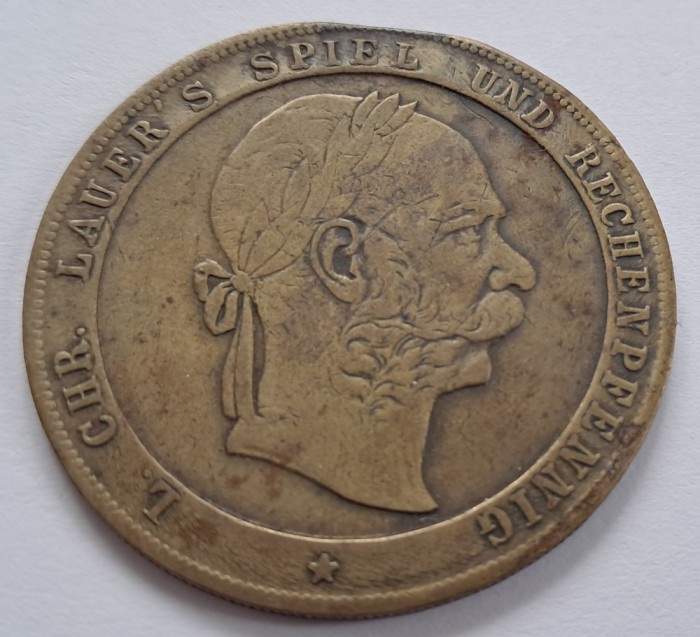 L. CHR. LAUER'S SPIEL UND RECHENPFENNIG